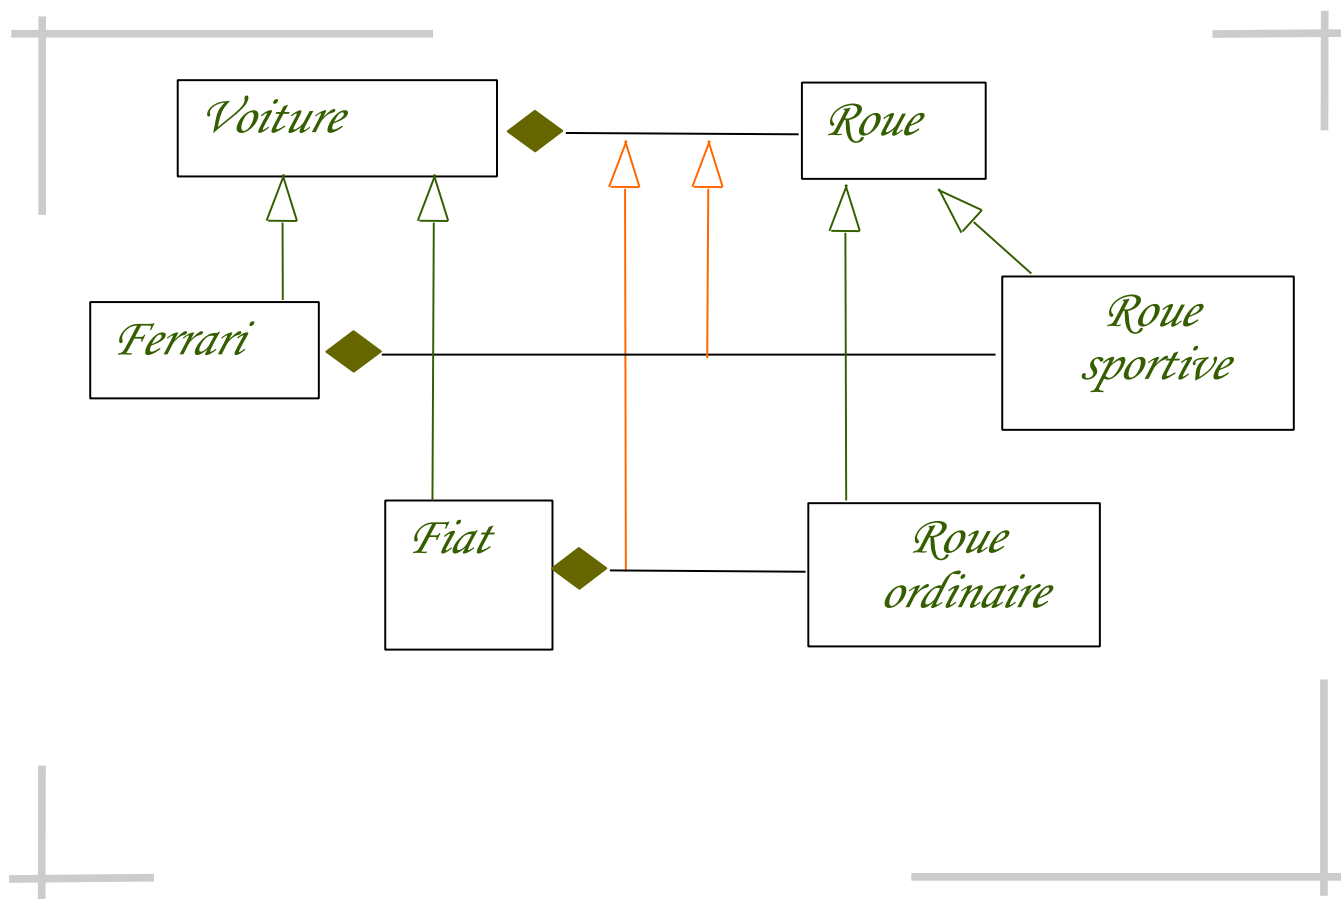 Voiture
Roue
Ferrari
Roue
sportive
Fiat
Roue
ordinaire